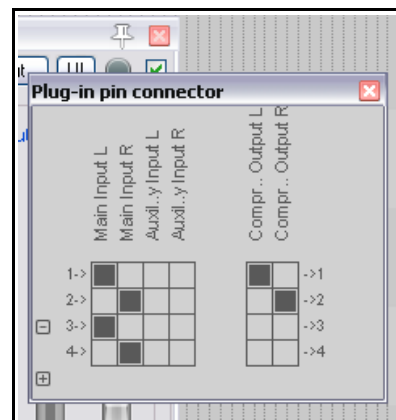 UI
Plug-in pin connector
Main Input L
Main Input R
Auxil..y Input L
Auxil..y Input R
Compr.. Output L
Compr.. Output R
1-> ->1
2-> ->2
3-> ->3
4-> ->4